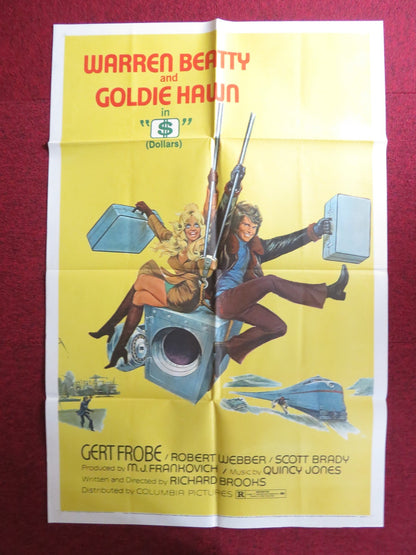 WARREN BEATTY
and
GOLDIE HAWN
in
"$"
(Dollars)
GERT FROBE / ROBERT WEBBER / SCOTT BRADY
Produced by M.J. FRANKOVICH / Music by QUINCY JONES
Written and Directed by RICHARD BROOKS
Distributed by COLUMBIA PICTURES R